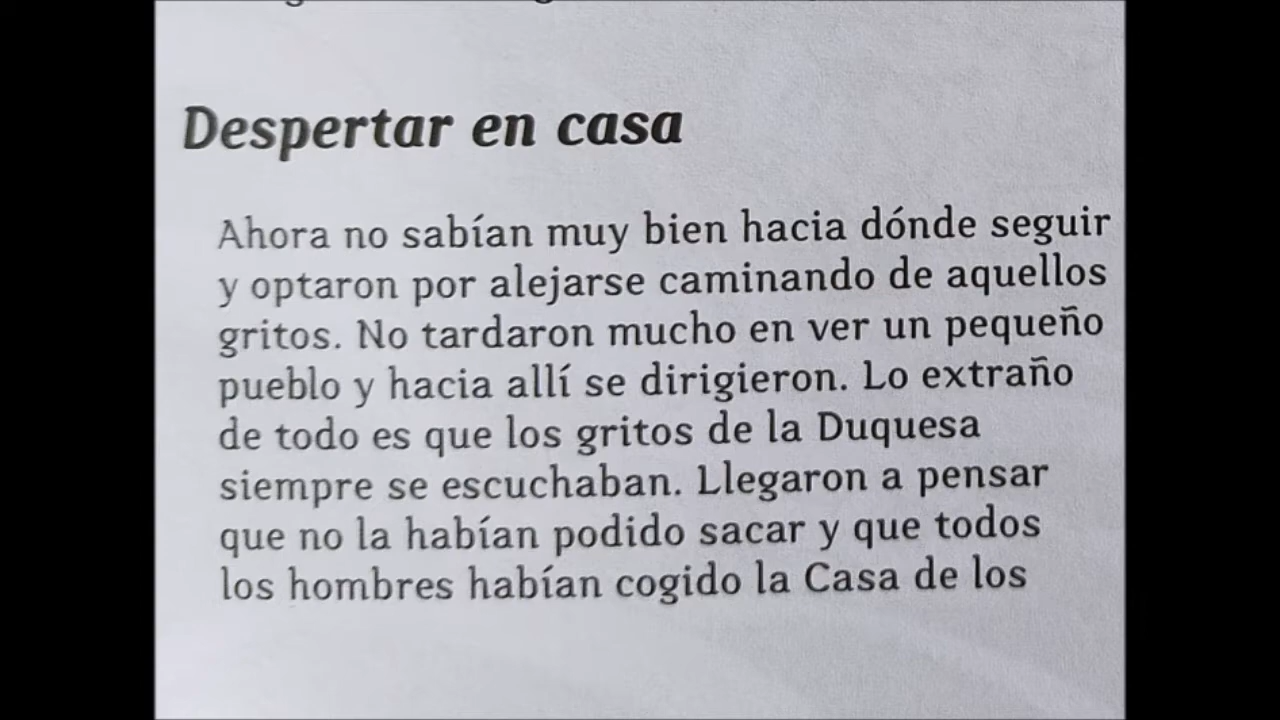 Despertar en casa
Ahora no sabían muy bien hacia dónde seguir
y optaron por alejarse caminando de aquellos
gritos. No tardaron mucho en ver un pequeño
pueblo y hacia allí se dirigieron. Lo extraño
de todo es que los gritos de la Duquesa
siempre se escuchaban. Llegaron a pensar
que no la habían podido sacar y que todos
los hombres habían cogido la Casa de los